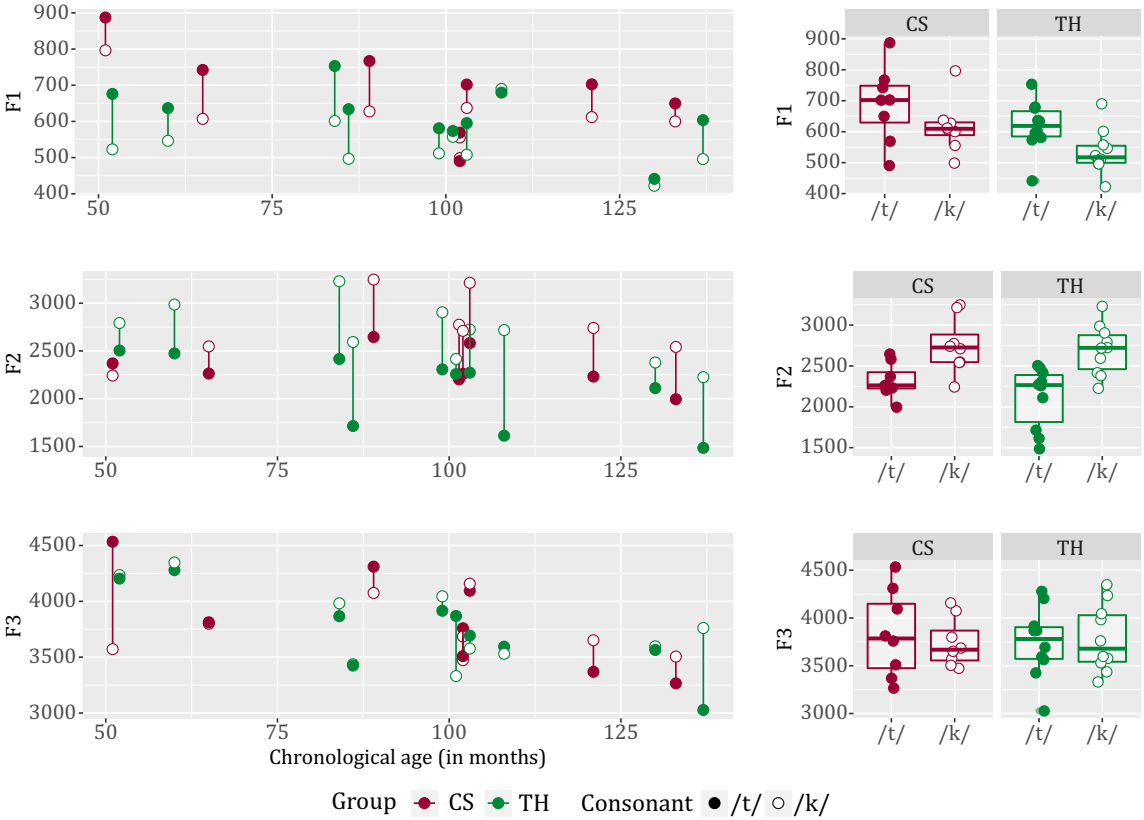 900
800
700
600
500
400
F1
50
75
100
125
CS
TH
900
800
700
600
500
400
F1
/t/
/k/
/t/
/k/
3000
2500
2000
1500
F2
50
75
100
125
CS
TH
3000
2500
2000
1500
F2
/t/
/k/
/t/
/k/
4500
4000
3500
3000
F3
50
75
100
125
Chronological age (in months)
CS
TH
4500
4000
3500
3000
F3
/t/
/k/
/t/
/k/
Group CS TH Consonant /t/ /k/